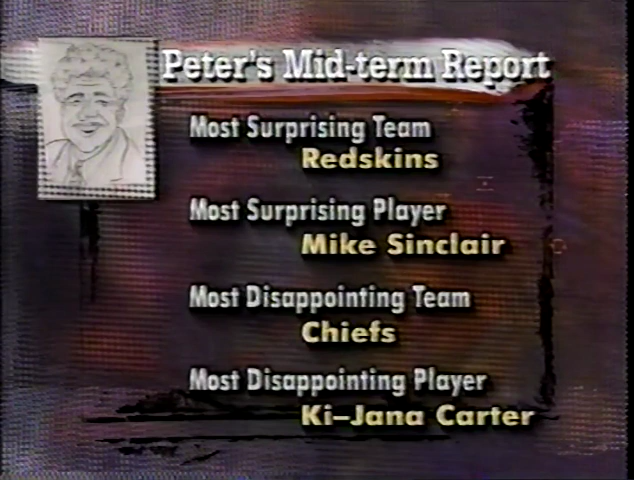 Peter's Mid-term Report
Most Surprising Team
Redskins
Most Surprising Player
Mike Sinclair
Most Disappointing Team
Chiefs
Most Disappointing Player
Ki-Jana Carter